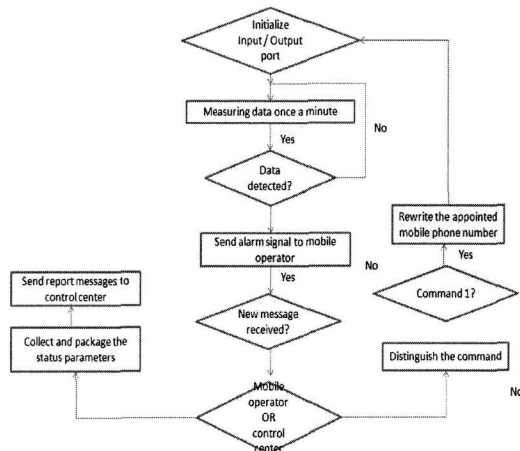 Initialize
Input / Output
port
Measuring data once a minute
No
Yes
Data
detected?
Send alarm signal to mobile
operator
Rewrite the appointed
mobile phone number
Yes
No
Yes
Send report messages to
control center
Command 1?
New message
received?
Collect and package the
status parameters
Distinguish the command
Mobile
operator
OR
control
center
No